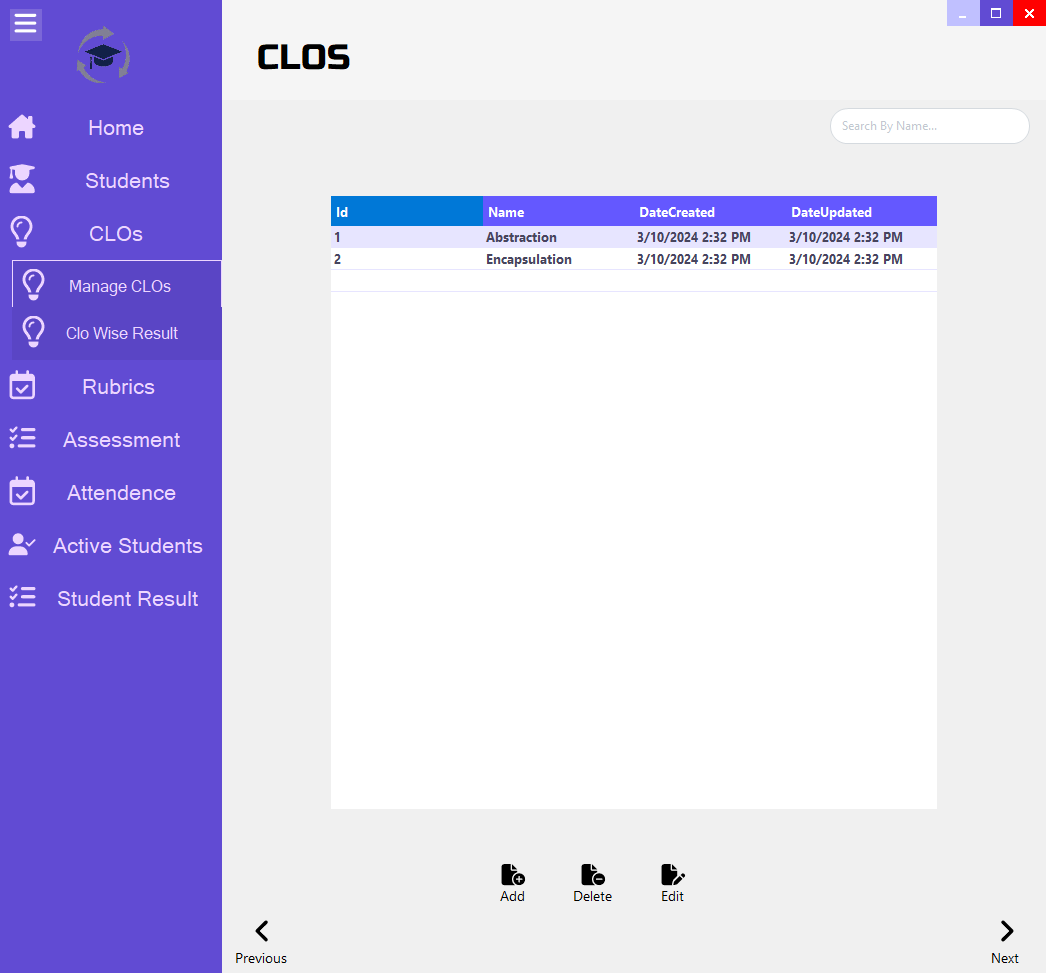 CLOS
Search By Name...
Home
Students
CLOs
Manage CLOs
Clo Wise Result
Rubrics
Assessment
Attendence
Active Students
Student Result
Id Name DateCreated DateUpdated
1 Abstraction 3/10/2024 2:32 PM 3/10/2024 2:32 PM
2 Encapsulation 3/10/2024 2:32 PM 3/10/2024 2:32 PM
Add Delete Edit
Previous Next